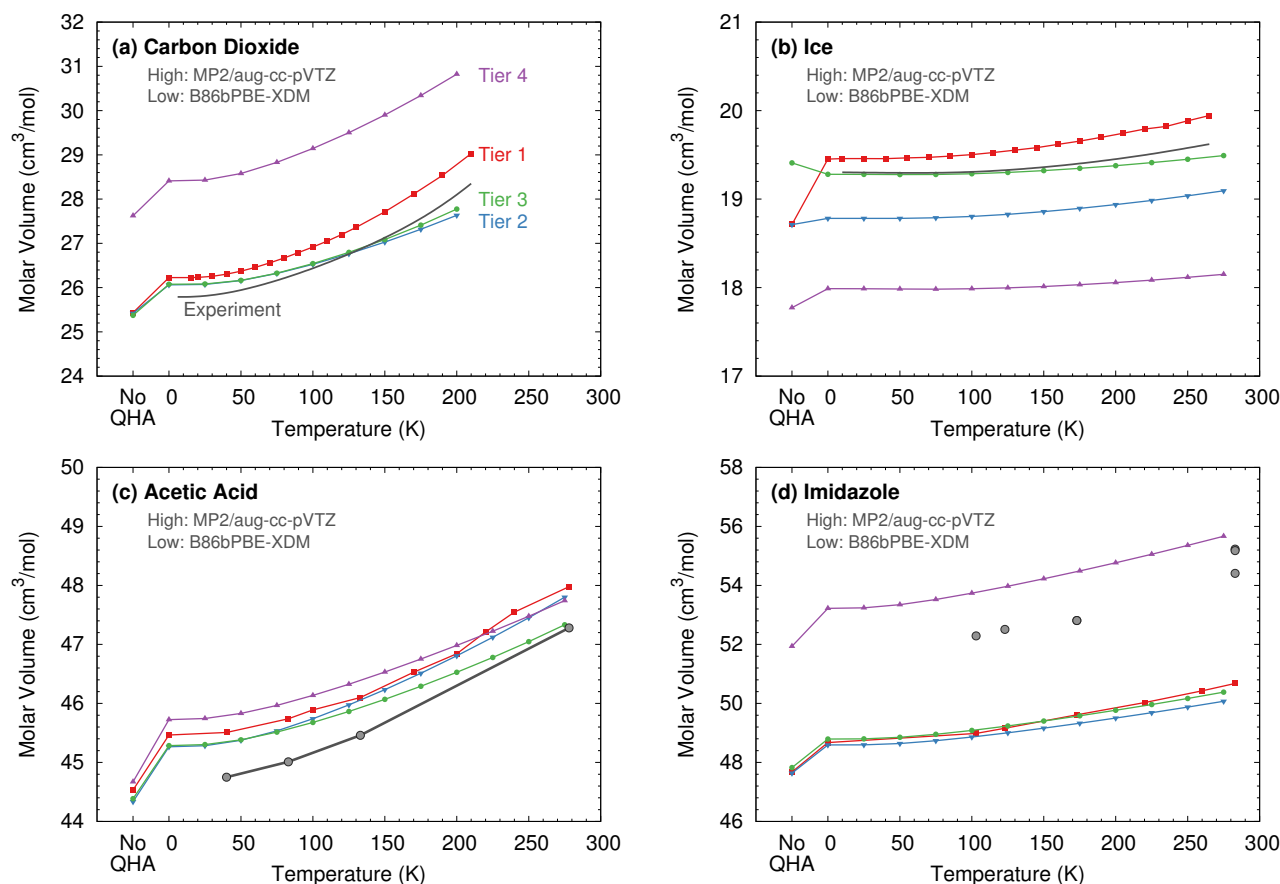 (a) Carbon Dioxide
High: MP2/aug-cc-pVTZ
Low: B86bPBE-XDM
Tier 4
Tier 1
Tier 3
Tier 2
Experiment
Molar Volume (cm³/mol)
32
31
30
29
28
27
26
25
24
No QHA 0 50 100 150 200 250 300
Temperature (K)
(b) Ice
High: MP2/aug-cc-pVTZ
Low: B86bPBE-XDM
Molar Volume (cm³/mol)
21
20
19
18
17
No QHA 0 50 100 150 200 250 300
Temperature (K)
(c) Acetic Acid
High: MP2/aug-cc-pVTZ
Low: B86bPBE-XDM
Molar Volume (cm³/mol)
50
49
48
47
46
45
44
No QHA 0 50 100 150 200 250 300
Temperature (K)
(d) Imidazole
High: MP2/aug-cc-pVTZ
Low: B86bPBE-XDM
Molar Volume (cm³/mol)
58
56
54
52
50
48
46
No QHA 0 50 100 150 200 250 300
Temperature (K)